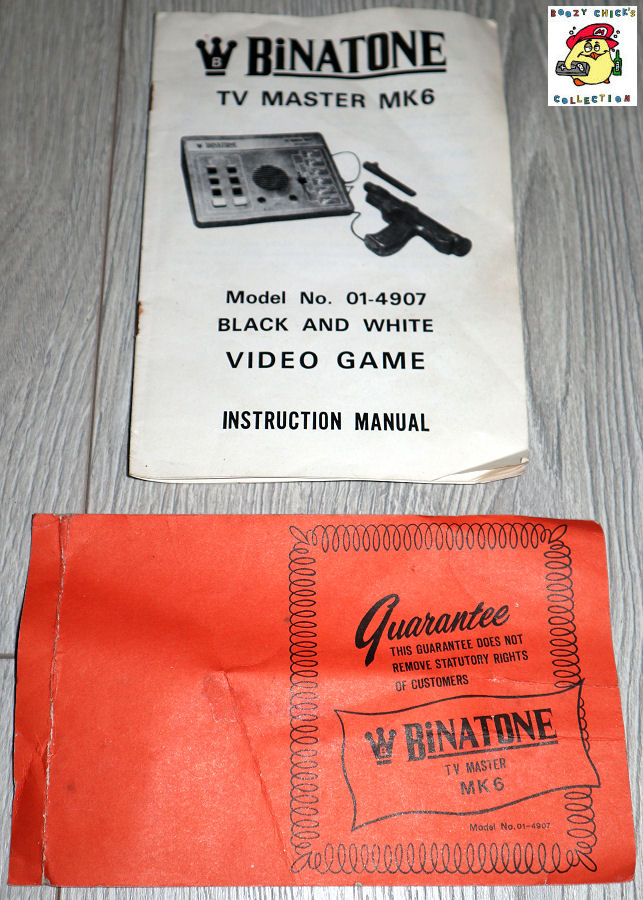 BOOZY CHICK'S
COLLECTION
B BiNATONE
TV MASTER MK6
Model No. 01-4907
BLACK AND WHITE
VIDEO GAME
INSTRUCTION MANUAL
Guarantee
THIS GUARANTEE DOES NOT
REMOVE STATUTORY RIGHTS
OF CUSTOMERS
B BiNATONE
TV MASTER
MK6
Model No. 01-4907